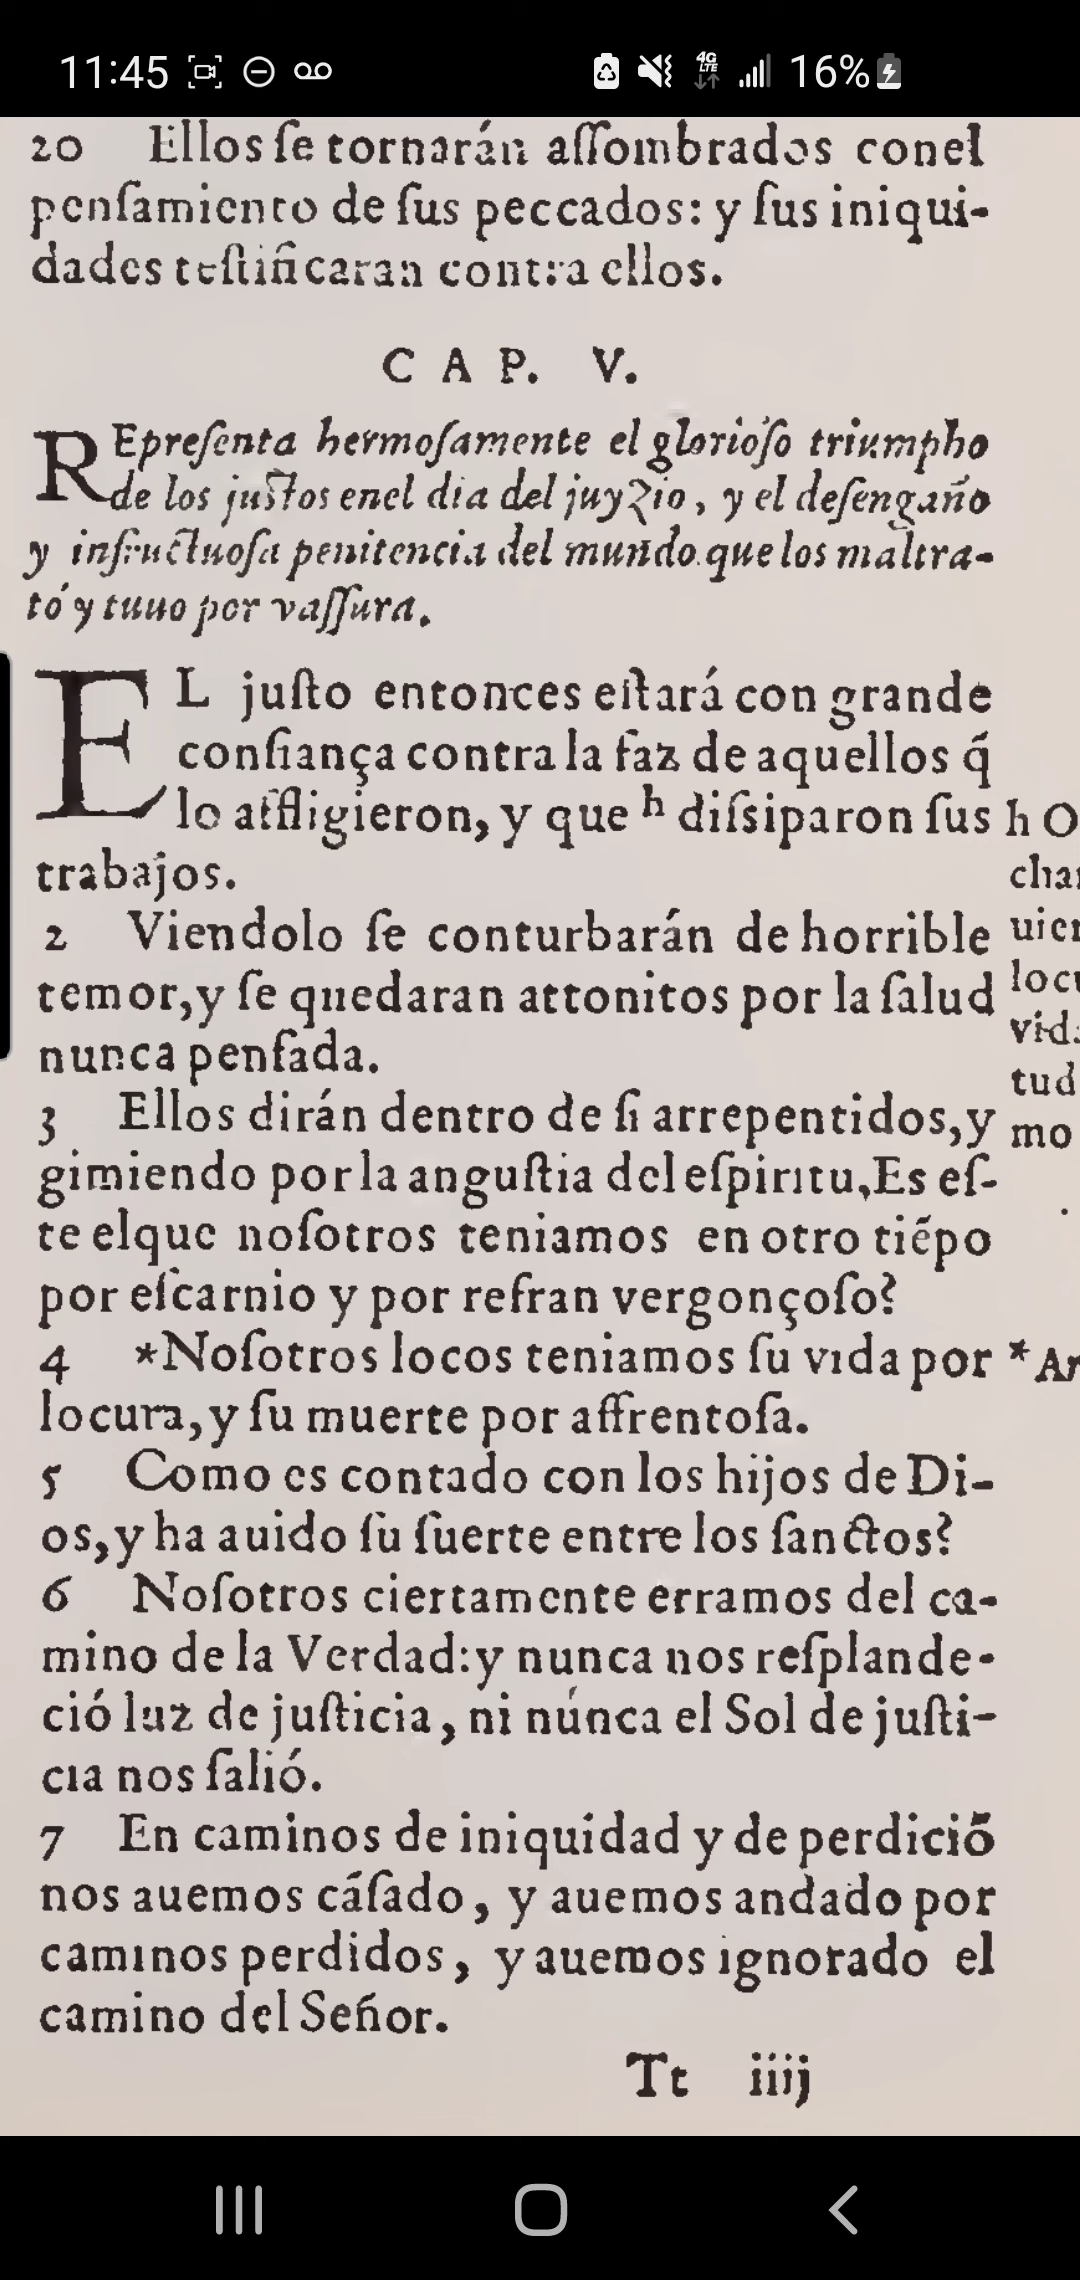 11:45 4G LTE 16%
20 Ellos ſe tornarán aſſombrados conel
penſamiento de ſus peccados: y ſus iniqui-
dades teſtificaran contra ellos.
CAP. V.
REpreſenta hermoſamente el glorioſo triumpho
de los juſtos enel dia del juyzio, y el deſengaño
y infructuoſa penitencia del mundo que los maltra-
tó y tuuo por vaſſura.
EL juſto entonces eſtará con grande
confiança contra la faz de aquellos q̃
lo affligieron, y que ʰ diſsiparon ſus
trabajos.
2 Viendolo ſe conturbarán de horrible
temor, y ſe quedaran attonitos por la ſalud
nunca penſada.
3 Ellos dirán dentro de ſi arrepentidos, y
gimiendo por la anguſtia del eſpiritu, Es eſ-
te elque noſotros teniamos en otro tiẽpo
por eſcarnio y por refran vergonçoſo?
4 *Noſotros locos teniamos ſu vida por
locura, y ſu muerte por affrentoſa.
5 Como es contado con los hijos de Di-
os, y ha auido ſu ſuerte entre los ſanctos?
6 Noſotros ciertamente erramos del ca-
mino de la Verdad: y nunca nos reſplande-
ció luz de juſticia, ni núnca el Sol de juſti-
cia nos ſalió.
7 En caminos de iniquidad y de perdiciõ
nos auemos cãſado, y auemos andado por
caminos perdidos, y auemos ignorado el
camino del Señor.
Tt iiij
h O
uier
tud
mo